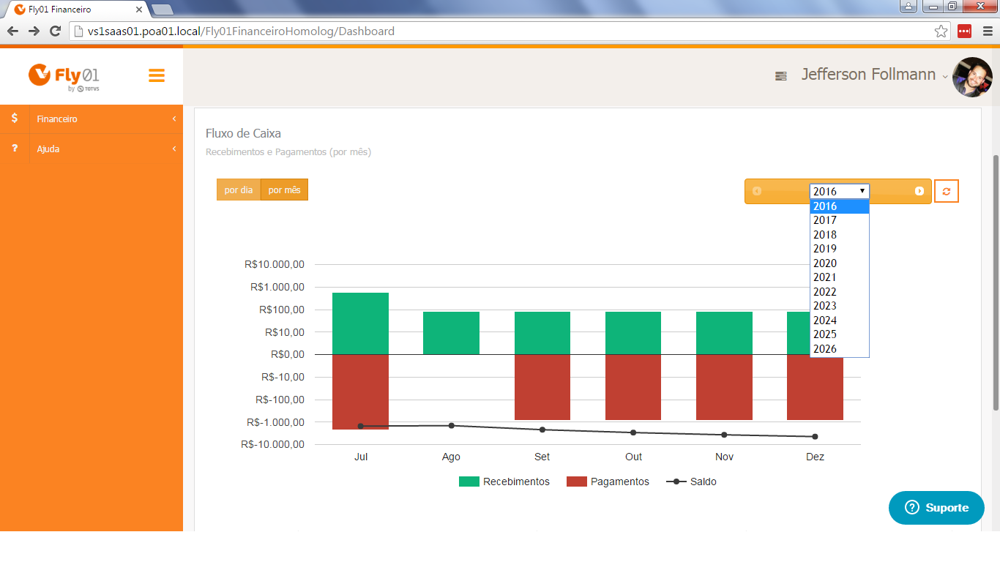 Fly01 Financeiro
vs1saas01.poa01.local/Fly01FinanceiroHomolog/Dashboard
Fly01
by TOTVS
Jefferson Follmann
$ Financeiro
? Ajuda
Fluxo de Caixa
Recebimentos e Pagamentos (por mês)
por dia por mês
2016
2016
2017
2018
2019
2020
2021
2022
2023
2024
2025
2026
R$10.000,00
R$1.000,00
R$100,00
R$10,00
R$0,00
R$-10,00
R$-100,00
R$-1.000,00
R$-10.000,00
Jul Ago Set Out Nov Dez
Recebimentos Pagamentos Saldo
? Suporte